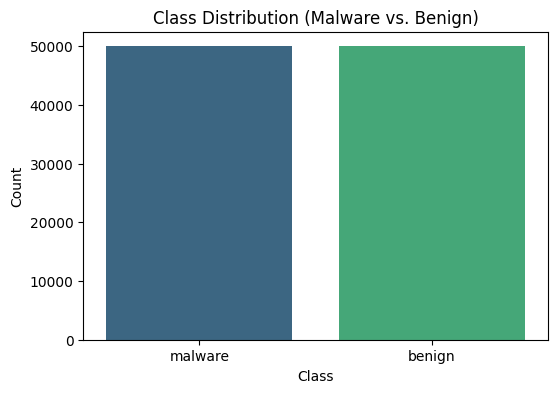 Class Distribution (Malware vs. Benign)
50000
40000
30000
20000
10000
0
Count
malware
benign
Class